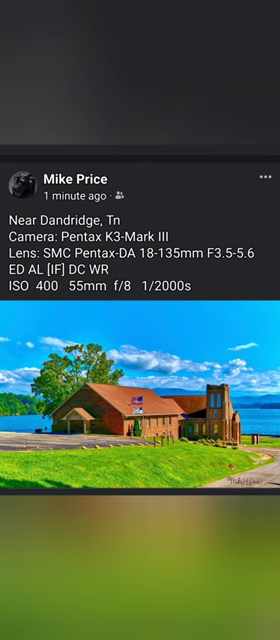 Mike Price
1 minute ago ·
Near Dandridge, Tn
Camera: Pentax K3-Mark III
Lens: SMC Pentax-DA 18-135mm F3.5-5.6
ED AL [IF] DC WR
ISO 400 55mm f/8 1/2000s